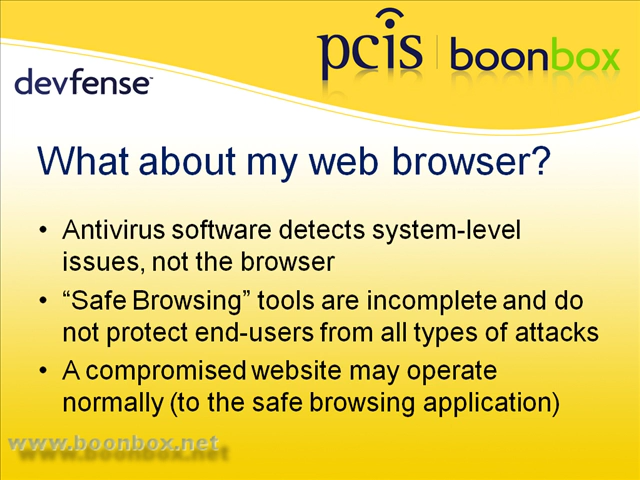 pcis | boonbox
devfense™
What about my web browser?
• Antivirus software detects system-level
issues, not the browser
• “Safe Browsing” tools are incomplete and do
not protect end-users from all types of attacks
• A compromised website may operate
normally (to the safe browsing application)
www.boonbox.net